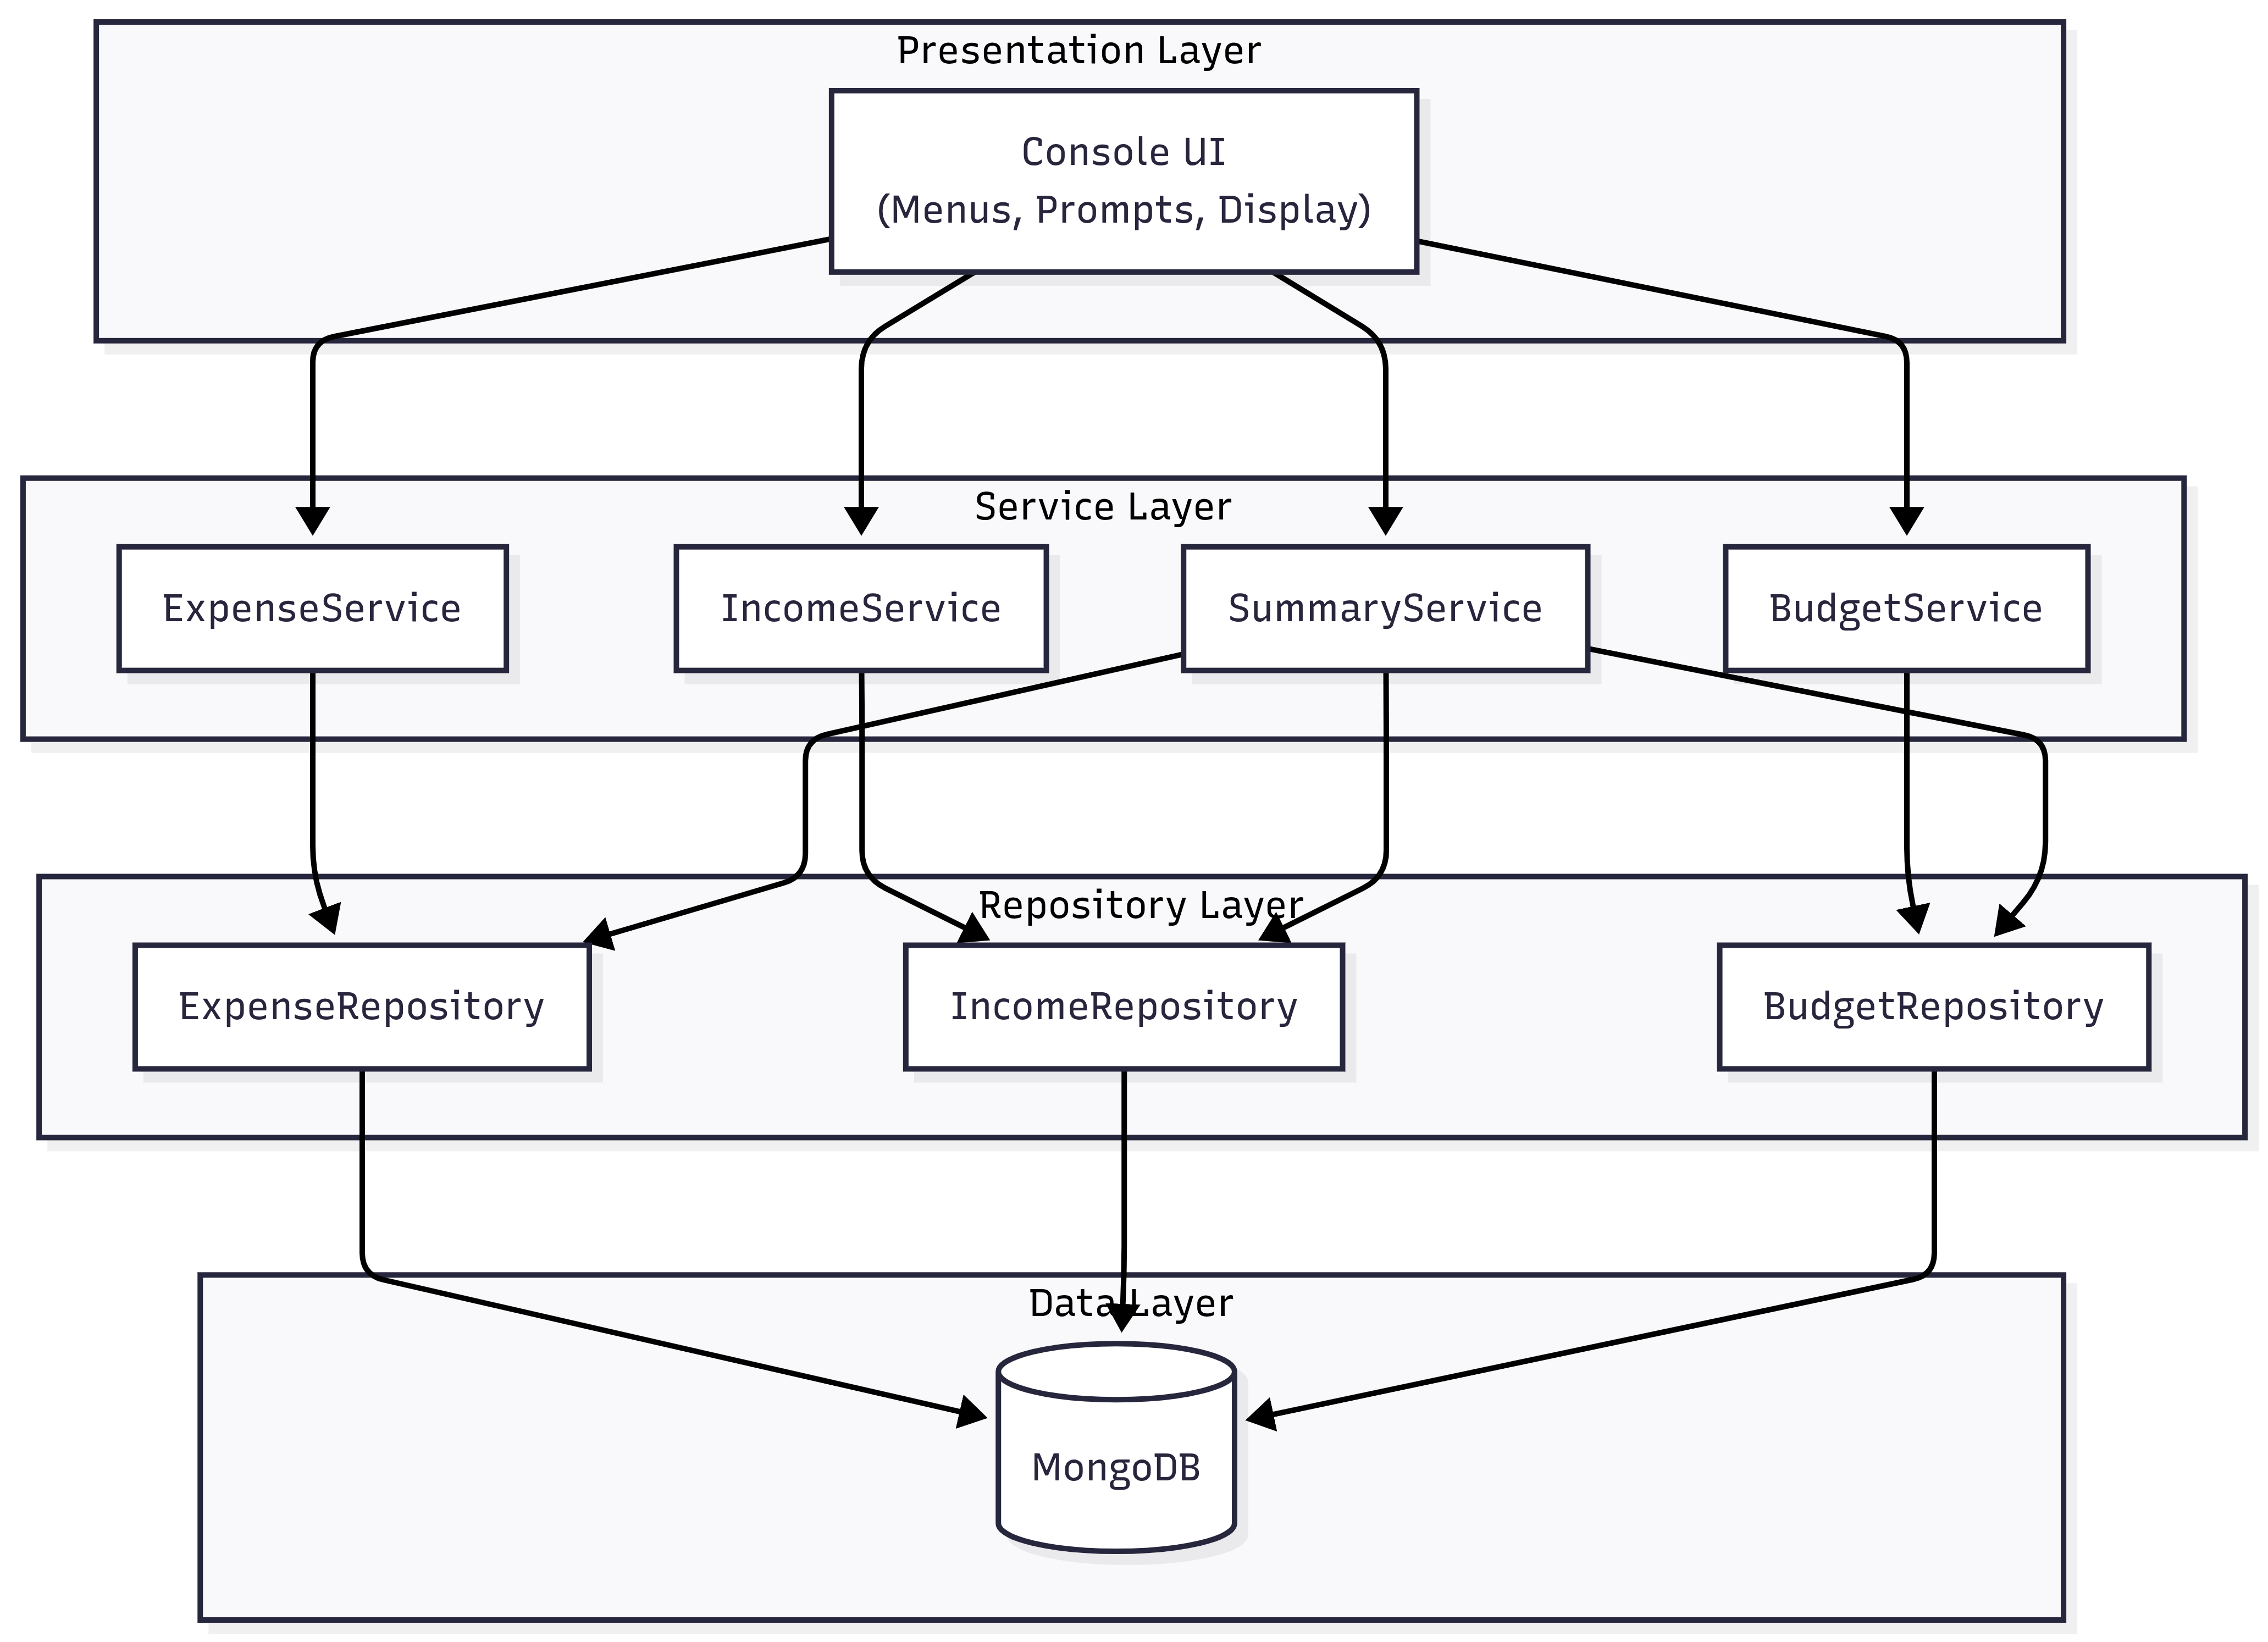 Presentation Layer
Console UI
(Menus, Prompts, Display)
Service Layer
ExpenseService
IncomeService
SummaryService
BudgetService
Repository Layer
ExpenseRepository
IncomeRepository
BudgetRepository
Data Layer
MongoDB